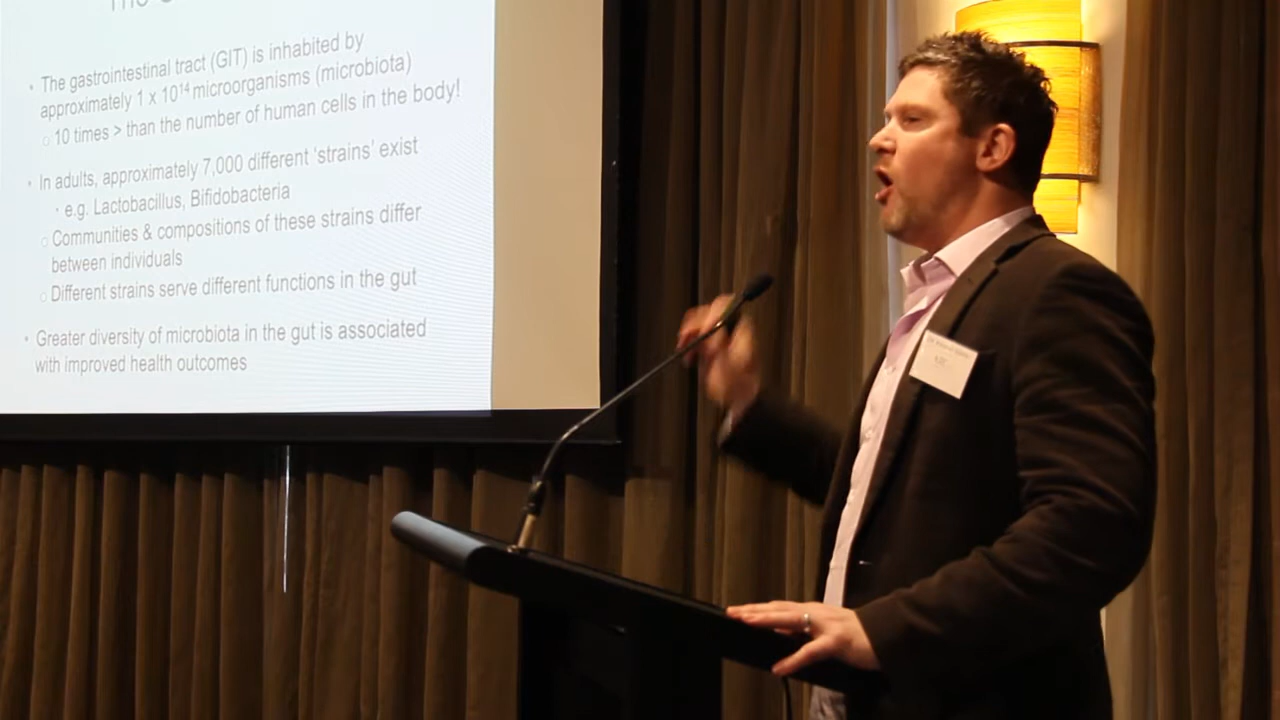 The
• The gastrointestinal tract (GIT) is inhabited by
approximately 1 x 10¹⁴ microorganisms (microbiota)
○ 10 times > than the number of human cells in the body!
• In adults, approximately 7,000 different ‘strains’ exist
• e.g. Lactobacillus, Bifidobacteria
○ Communities & compositions of these strains differ
between individuals
○ Different strains serve different functions in the gut
• Greater diversity of microbiota in the gut is associated
with improved health outcomes